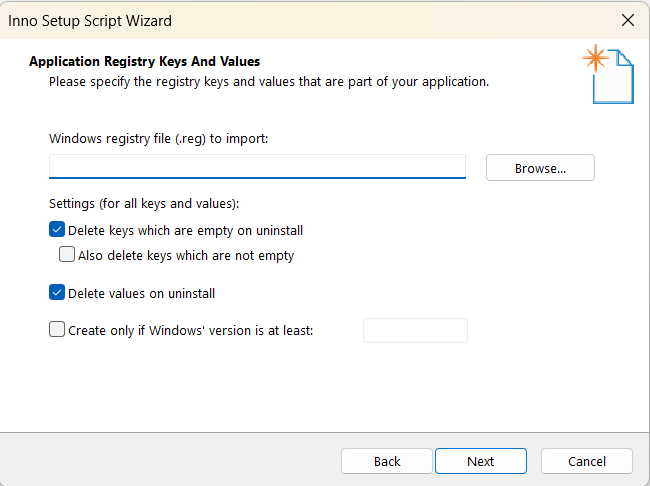 Inno Setup Script Wizard
Application Registry Keys And Values
Please specify the registry keys and values that are part of your application.
Windows registry file (.reg) to import:
Browse...
Settings (for all keys and values):
Delete keys which are empty on uninstall
Also delete keys which are not empty
Delete values on uninstall
Create only if Windows' version is at least:
Back
Next
Cancel